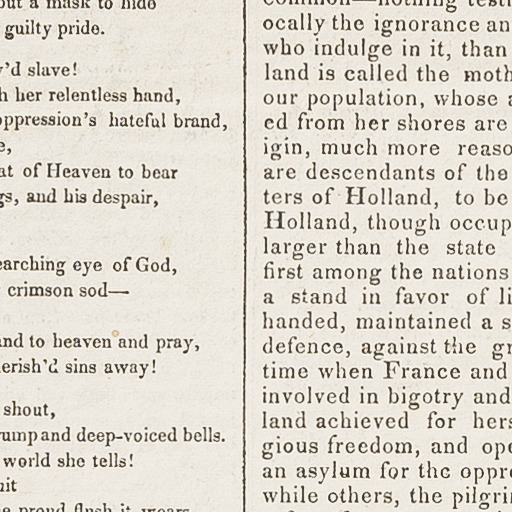 but a mask to hide
guilty pride.
y'd slave!
h her relentless hand,
oppression's hateful brand,
e,
at of Heaven to bear
gs, and his despair,
earching eye of God,
crimson sod—
and to heaven and pray,
erish'd sins away!
shout,
rump and deep-voiced bells.
world she tells!
uit
e proud flush it wears
common—nothing testi
ocally the ignorance an
who indulge in it, than
land is called the moth
our population, whose a
ed from her shores are
igin, much more reaso
are descendants of the
ters of Holland, to be
Holland, though occup
larger than the state
first among the nations
a stand in favor of li
handed, maintained a s
defence, against the gr
time when France and
involved in bigotry and
land achieved for hers
gious freedom, and ope
an asylum for the oppre
while others, the pilgri